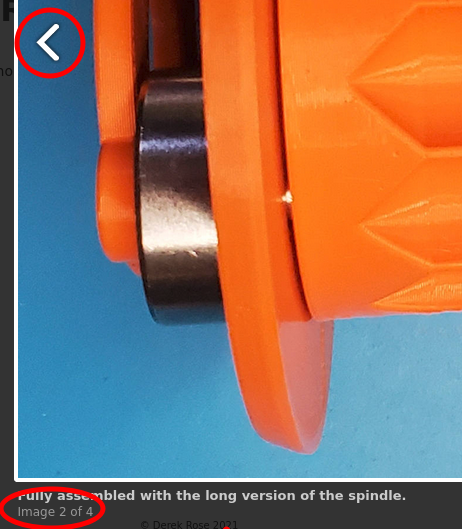 no
Fully assembled with the long version of the spindle.
Image 2 of 4
© Derek Rose 2021